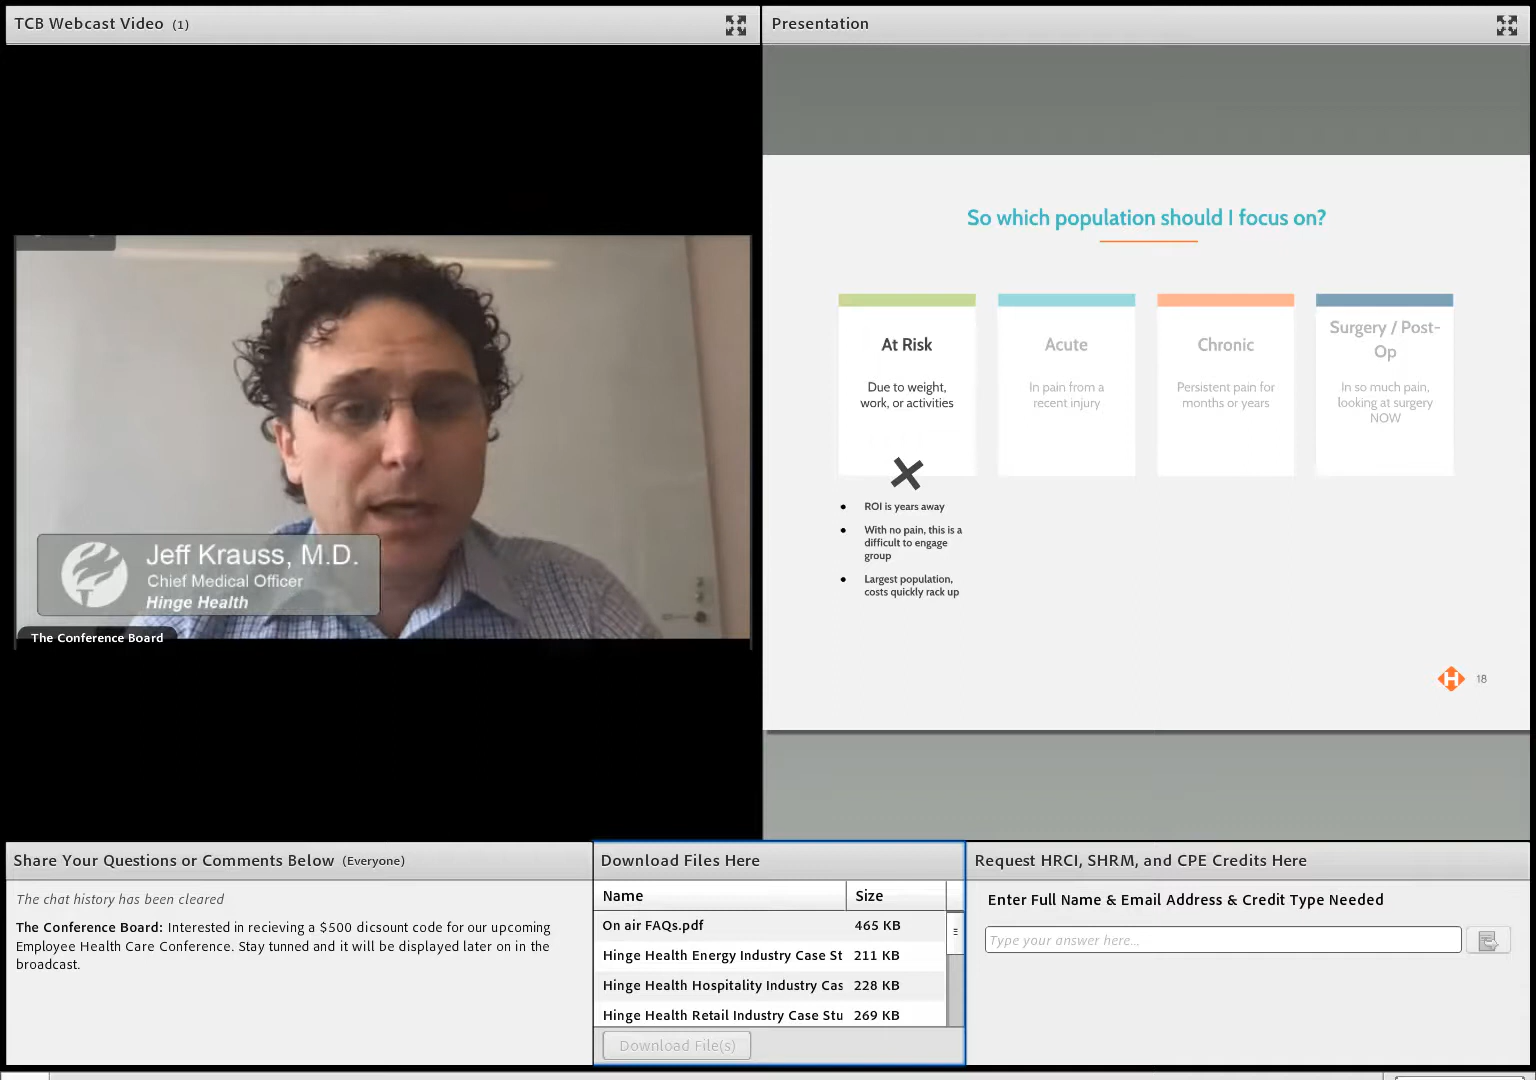 TCB Webcast Video (1)
Presentation
Jeff Krauss, M.D.
Chief Medical Officer
Hinge Health
The Conference Board
So which population should I focus on?
At Risk
Due to weight,
work, or activities
Acute
In pain from a
recent injury
Chronic
Persistent pain for
months or years
Surgery / Post-
Op
In so much pain,
looking at surgery
NOW
● ROI is years away
● With no pain, this is a
difficult to engage
group
● Largest population,
costs quickly rack up
H 18
Share Your Questions or Comments Below (Everyone)
The chat history has been cleared
The Conference Board: Interested in recieving a $500 dicsount code for our upcoming
Employee Health Care Conference. Stay tunned and it will be displayed later on in the
broadcast.
Download Files Here
Name Size
On air FAQs.pdf 465 KB
Hinge Health Energy Industry Case St 211 KB
Hinge Health Hospitality Industry Cas 228 KB
Hinge Health Retail Industry Case Stu 269 KB
Download File(s)
Request HRCI, SHRM, and CPE Credits Here
Enter Full Name & Email Address & Credit Type Needed
Type your answer here...